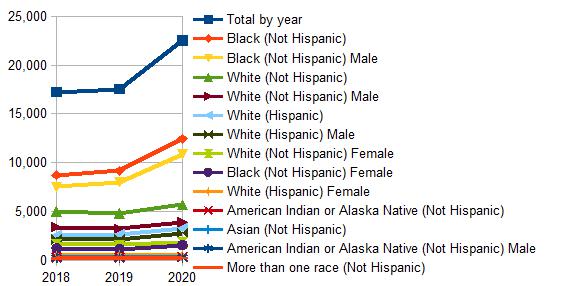 25,000
20,000
15,000
10,000
5,000
0
2018 2019 2020
Total by year
Black (Not Hispanic)
Black (Not Hispanic) Male
White (Not Hispanic)
White (Not Hispanic) Male
White (Hispanic)
White (Hispanic) Male
White (Not Hispanic) Female
Black (Not Hispanic) Female
White (Hispanic) Female
American Indian or Alaska Native (Not Hispanic)
Asian (Not Hispanic)
American Indian or Alaska Native (Not Hispanic) Male
More than one race (Not Hispanic)